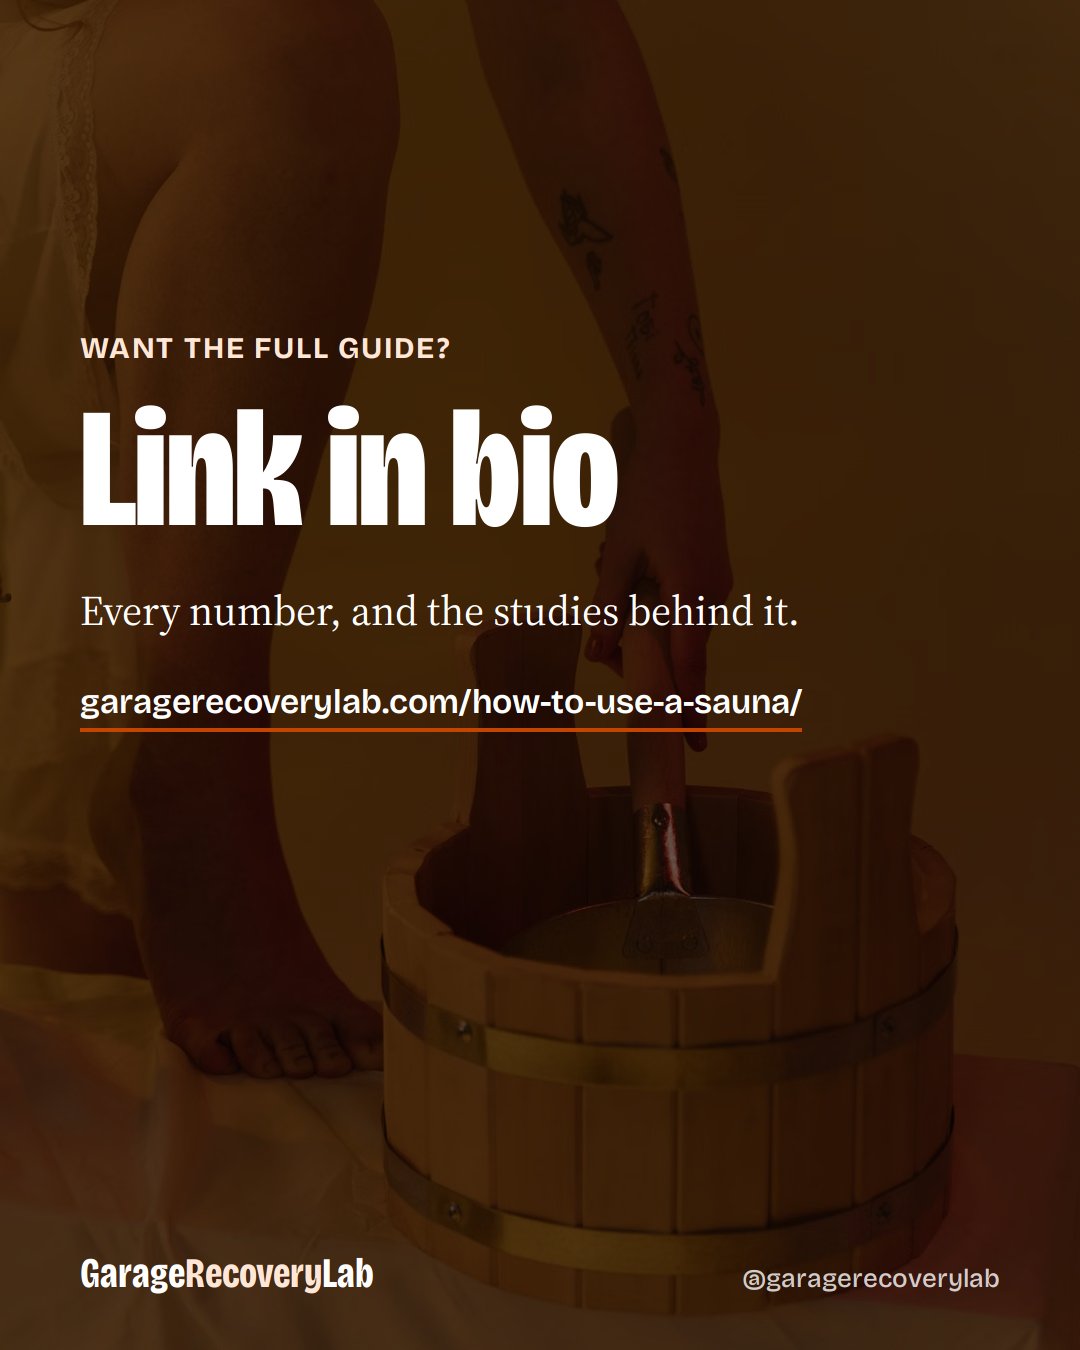 WANT THE FULL GUIDE?
Link in bio
Every number, and the studies behind it.
garagerecoverylab.com/how-to-use-a-sauna/
GarageRecoveryLab
@garagerecoverylab